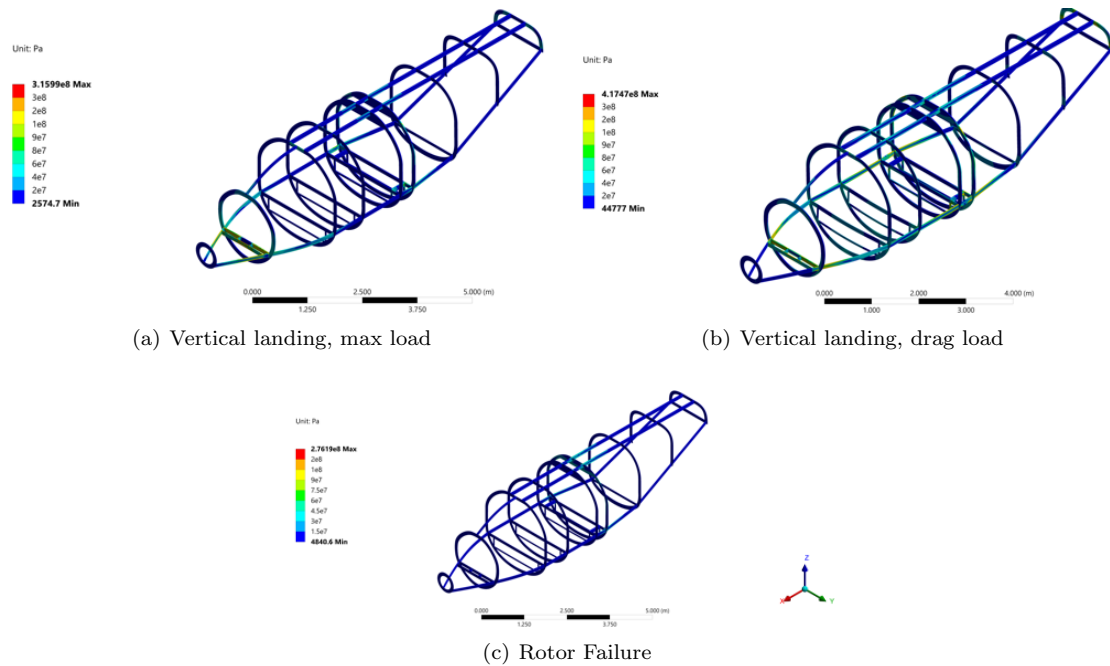 Unit: Pa
3.1599e8 Max
3e8
2e8
1e8
9e7
8e7
6e7
4e7
2e7
2574.7 Min
0.000 2.500 5.000 (m)
1.250 3.750
(a) Vertical landing, max load
Unit: Pa
4.1747e8 Max
3e8
2e8
1e8
9e7
8e7
6e7
4e7
2e7
44777 Min
0.000 2.000 4.000 (m)
1.000 3.000
(b) Vertical landing, drag load
Unit: Pa
2.7619e8 Max
2e8
1e8
9e7
7.5e7
6e7
4.5e7
3e7
1.5e7
4840.6 Min
0.000 2.500 5.000 (m)
1.250 3.750
Z
X
Y
(c) Rotor Failure